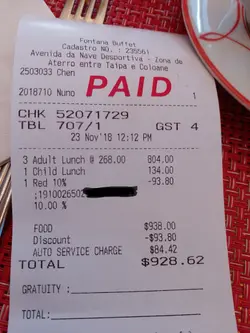 Fontana Buffet
Cadastro NO. : 235561
Avenida da Nave Desportiva - Zona de
Aterro entre Taipa e Coloane
2503033 Chen
2018710 Nuno PAID 1
CHK 52071729
TBL 707/1 GST 4
23 Nov'18 12:12 PM
3 Adult Lunch @ 268.00 804.00
1 Child Lunch 134.00
1 Red 10% -93.80
;1910026502
10.00 %
FOOD $938.00
Discount -$93.80
AUTO SERVICE CHARGE $84.42
TOTAL $928.62
GRATUITY :
TOTAL: